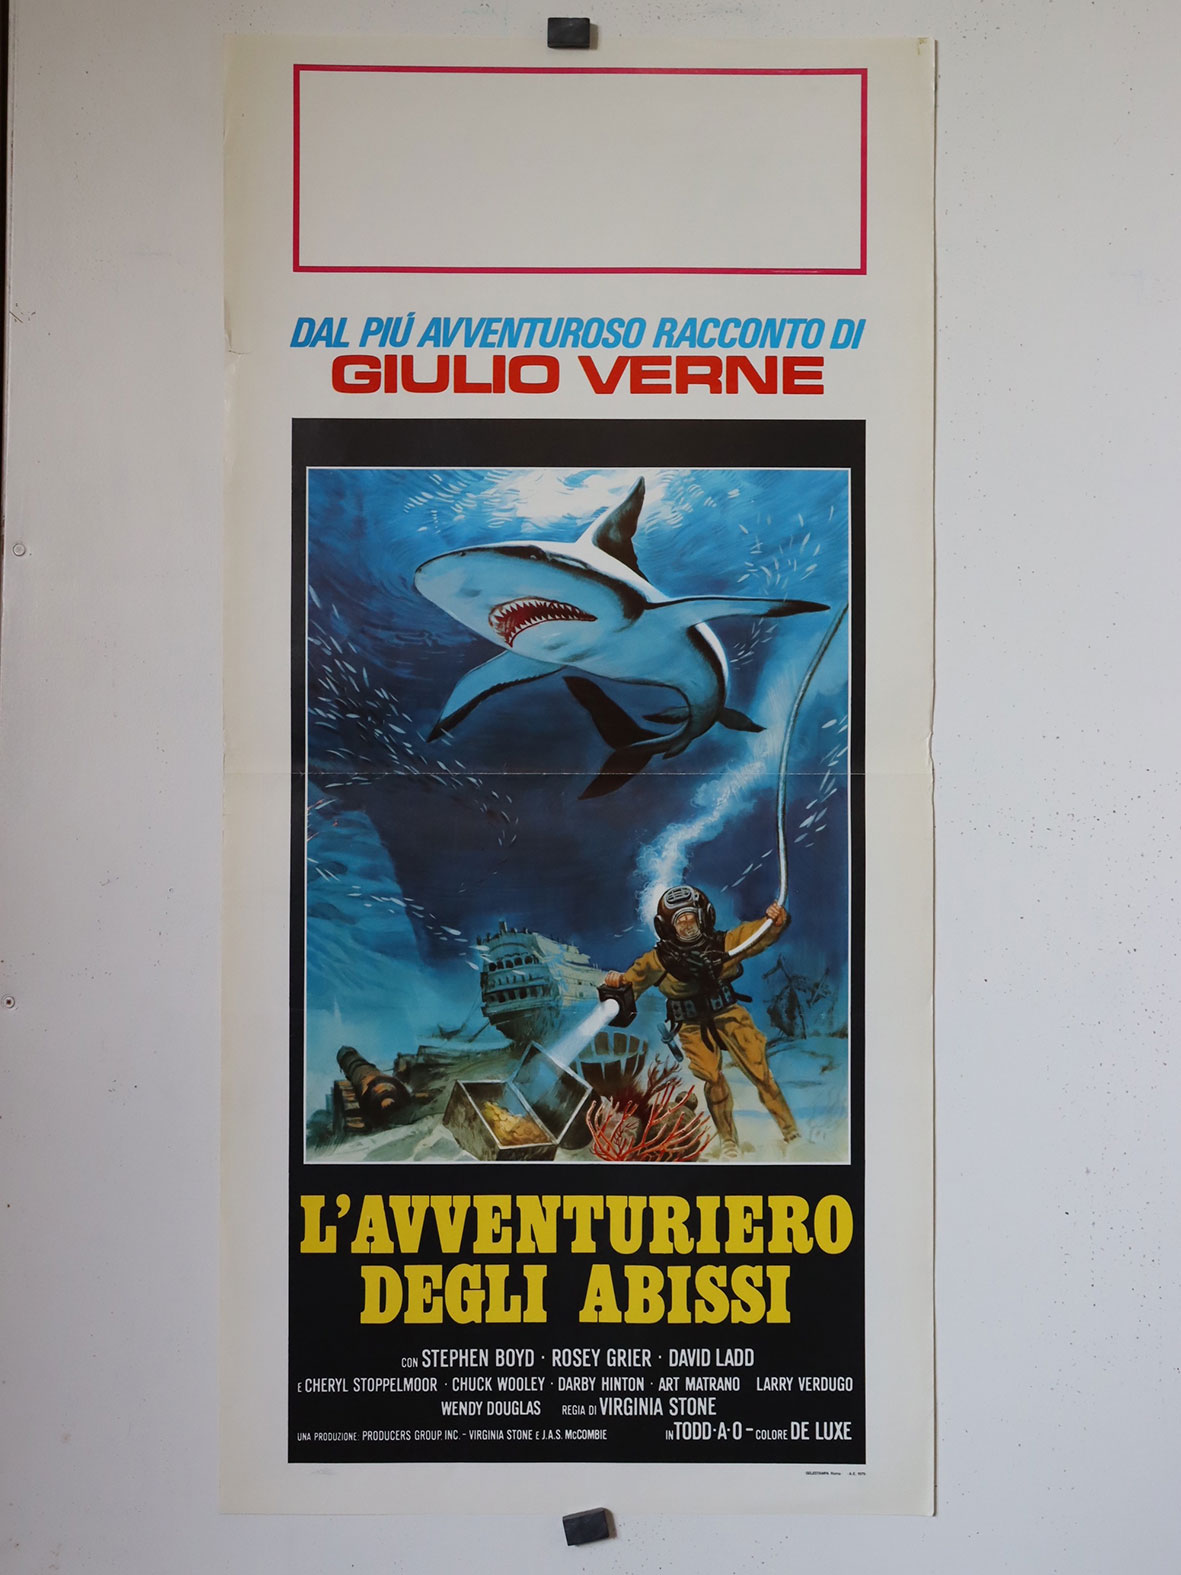 DAL PIÚ AVVENTUROSO RACCONTO DI
GIULIO VERNE
L'AVVENTURIERO
DEGLI ABISSI
CON STEPHEN BOYD · ROSEY GRIER · DAVID LADD
E CHERYL STOPPELMOOR · CHUCK WOOLEY · DARBY HINTON · ART MATRANO LARRY VERDUGO
WENDY DOUGLAS REGIA DI VIRGINIA STONE
UNA PRODUZIONE: PRODUCERS GROUP, INC. - VIRGINIA STONE E J.A.S. McCOMBIE IN TODD-A-O - COLORE DE LUXE